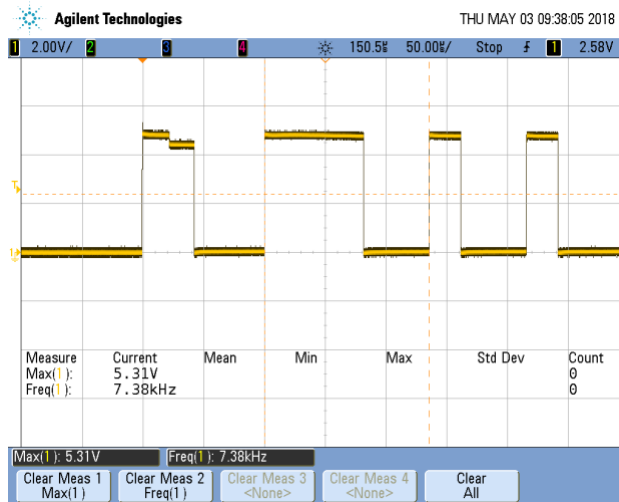 Agilent Technologies THU MAY 03 09:38:05 2018
1 2.00V/ 2 3 4 150.5% 50.00%/ Stop 1 2.58V
T
1
Measure Current Mean Min Max Std Dev Count
Max(1): 5.31V 0
Freq(1): 7.38kHz 0
Max(1): 5.31V Freq(1): 7.38kHz
Clear Meas 1 Clear Meas 2 Clear Meas 3 Clear Meas 4 Clear
Max(1) Freq(1) <None> <None> All